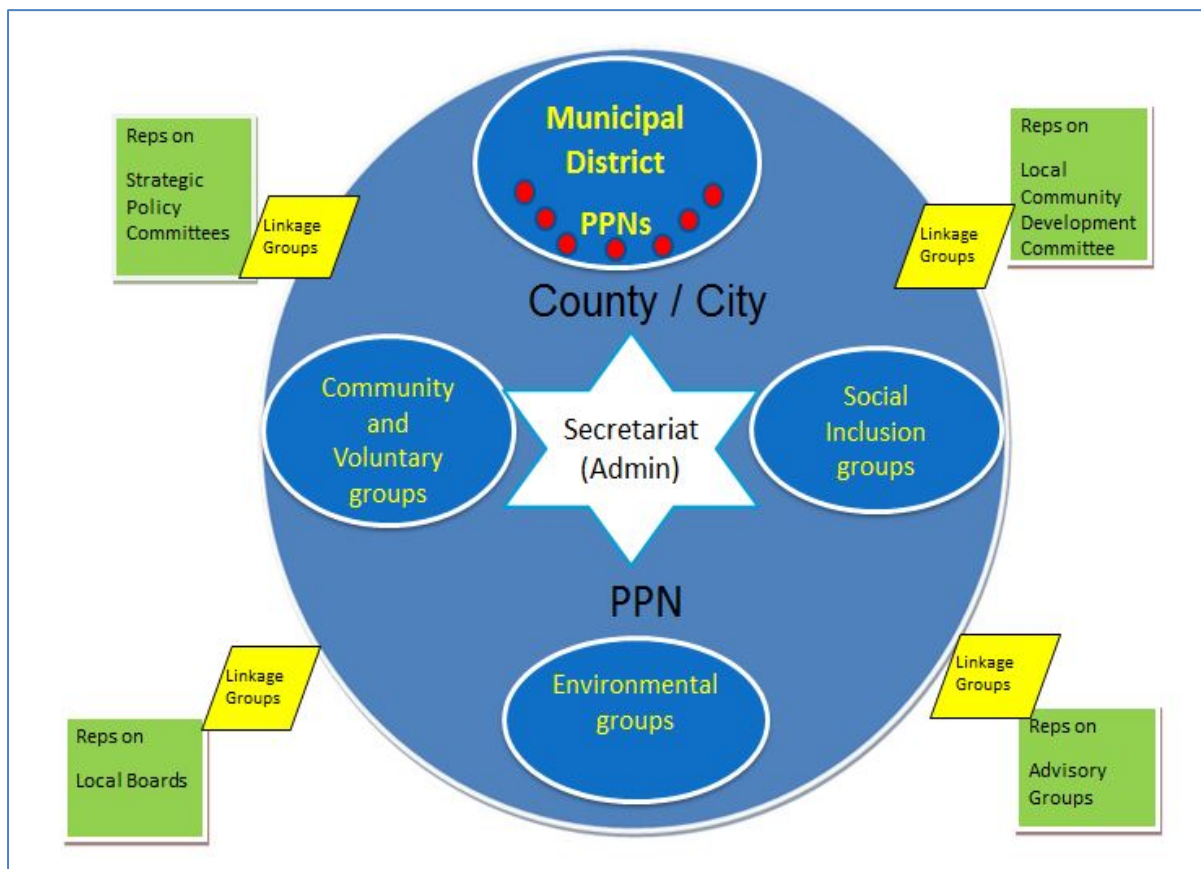 Municipal
District
PPNs
Reps on
Strategic
Policy
Committees
Linkage
Groups
Linkage
Groups
Reps on
Local
Community
Development
Committee
County / City
Community
and
Voluntary
groups
Secretariat
(Admin)
Social
Inclusion
groups
PPN
Environmental
groups
Linkage
Groups
Reps on
Local Boards
Linkage
Groups
Reps on
Advisory
Groups